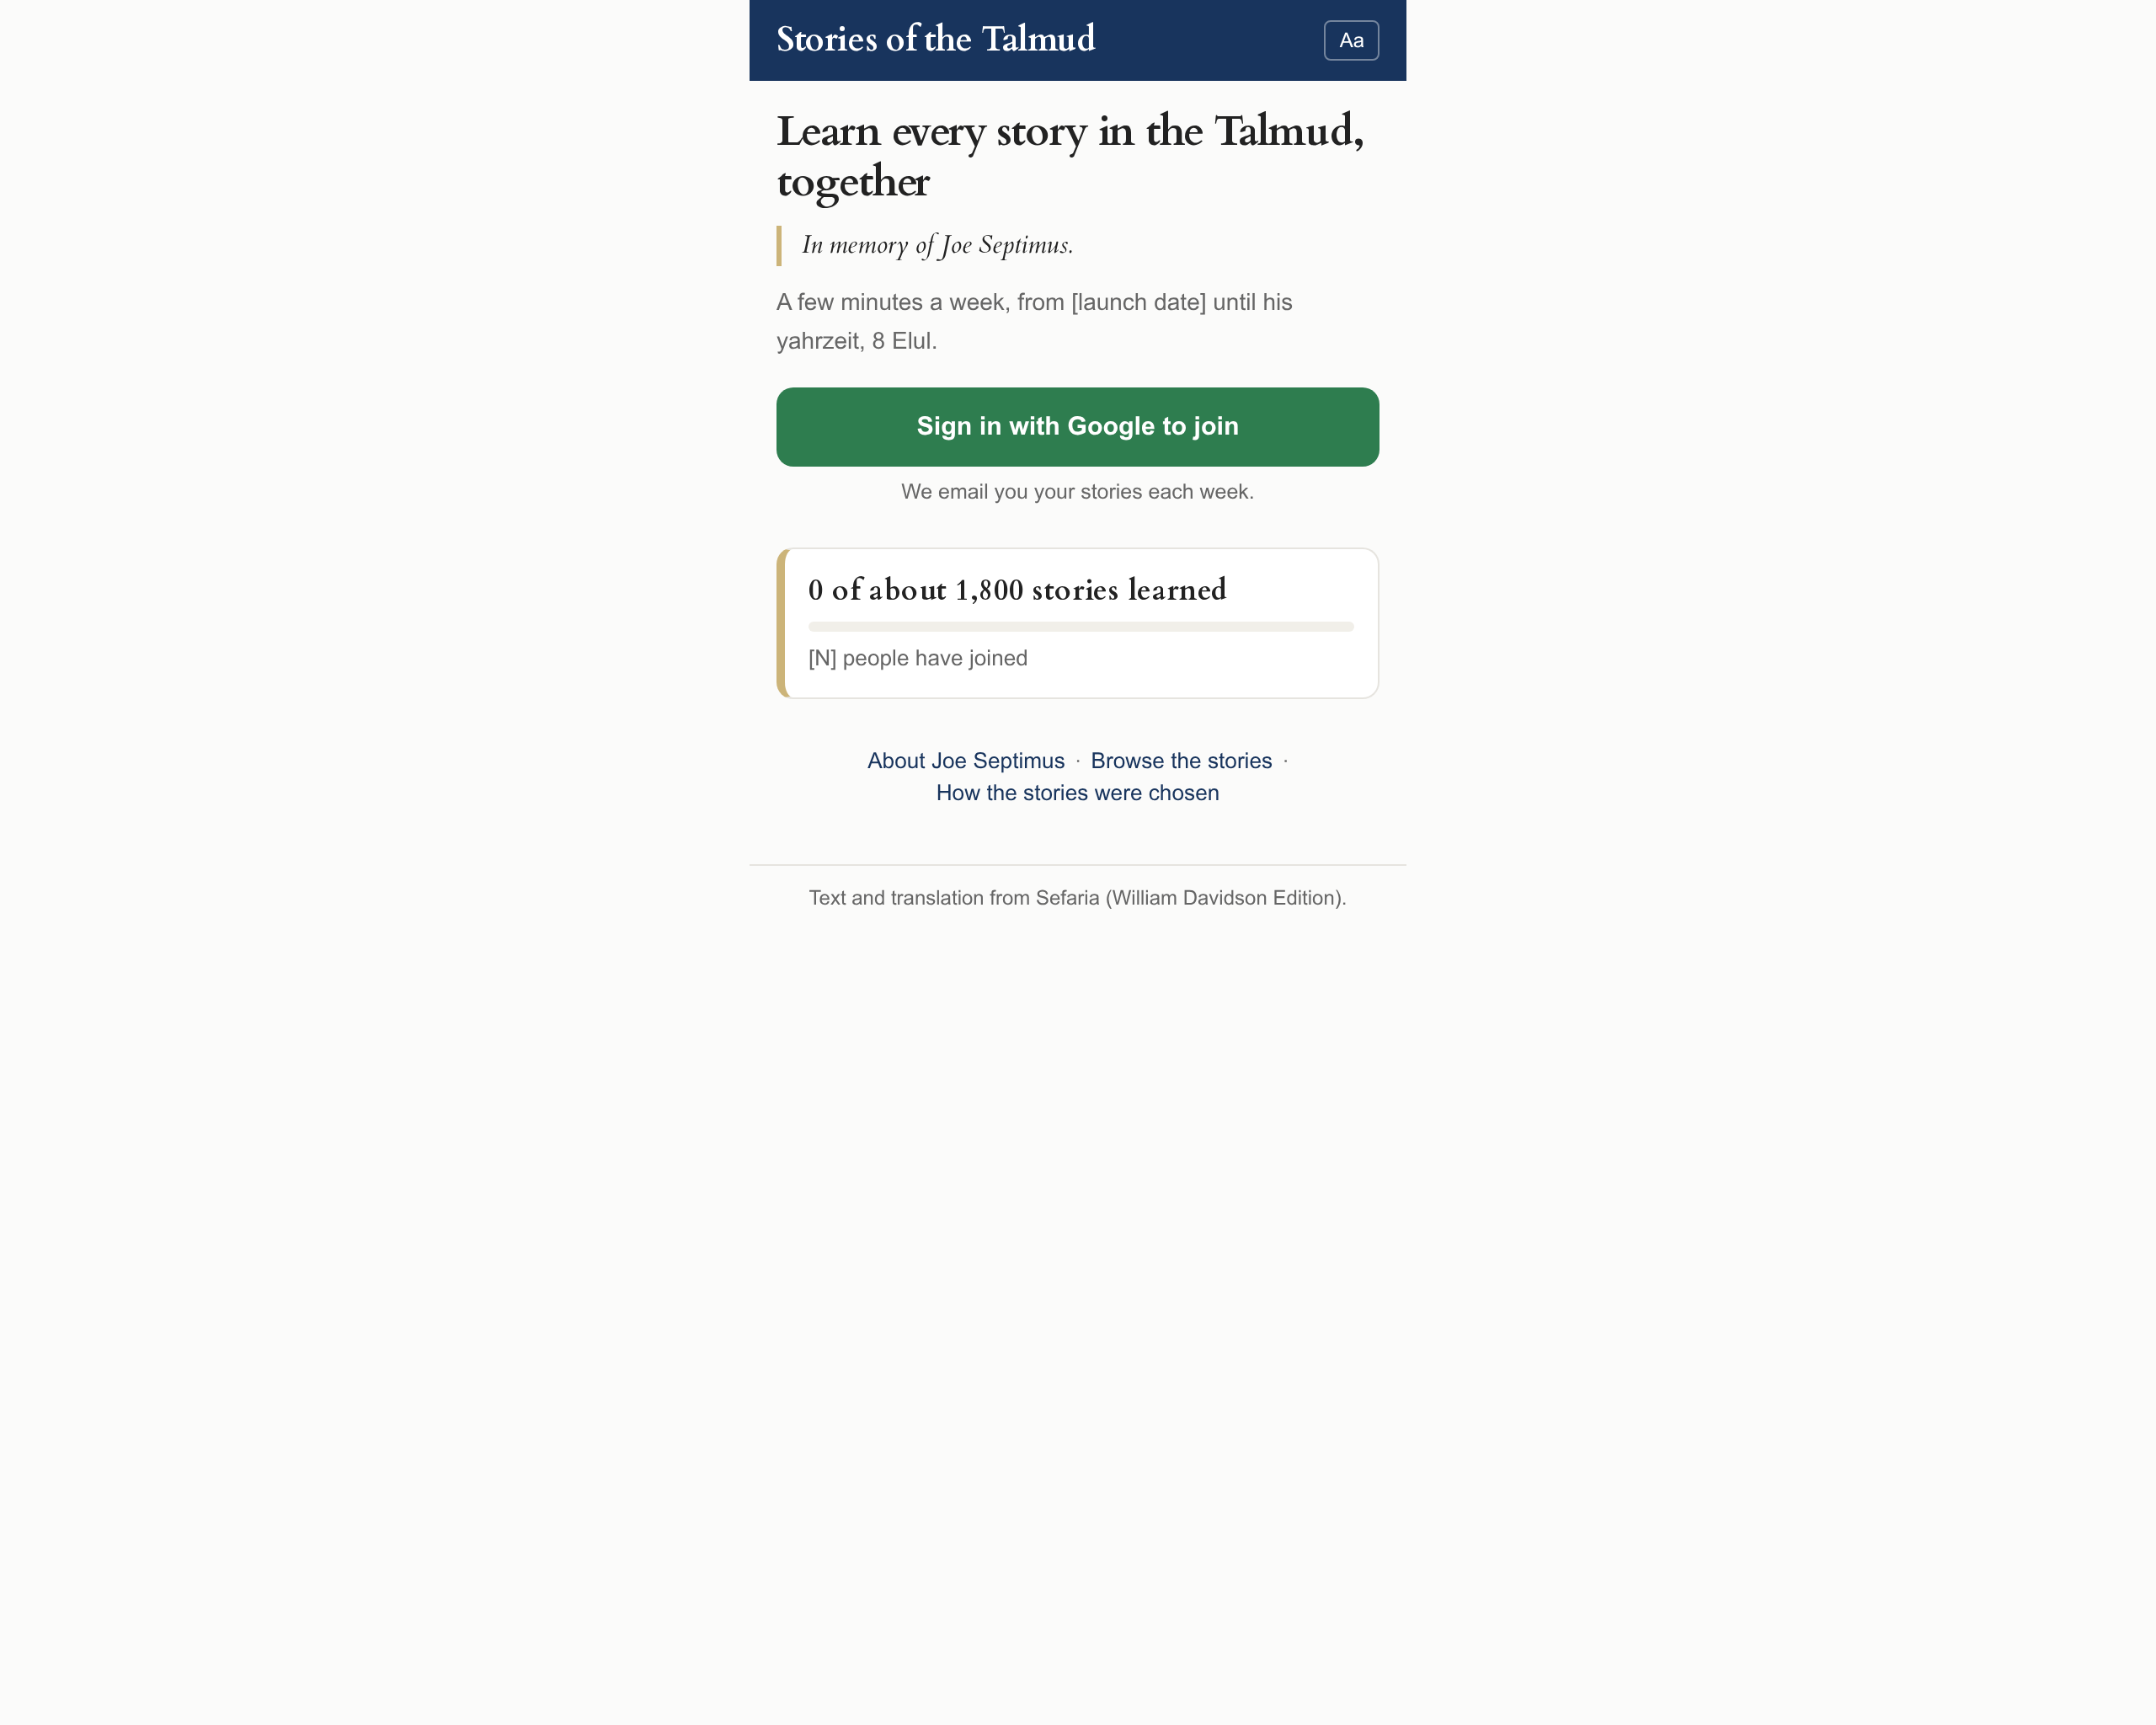 Stories of the Talmud
Aa
Learn every story in the Talmud,
together
In memory of Joe Septimus.
A few minutes a week, from [launch date] until his
yahrzeit, 8 Elul.
Sign in with Google to join
We email you your stories each week.
0 of about 1,800 stories learned
[N] people have joined
About Joe Septimus · Browse the stories ·
How the stories were chosen
Text and translation from Sefaria (William Davidson Edition).